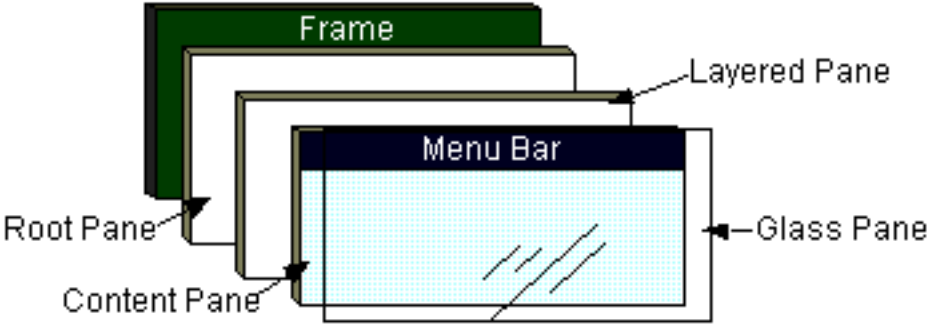 Frame
Layered Pane
Menu Bar
Root Pane
Glass Pane
Content Pane